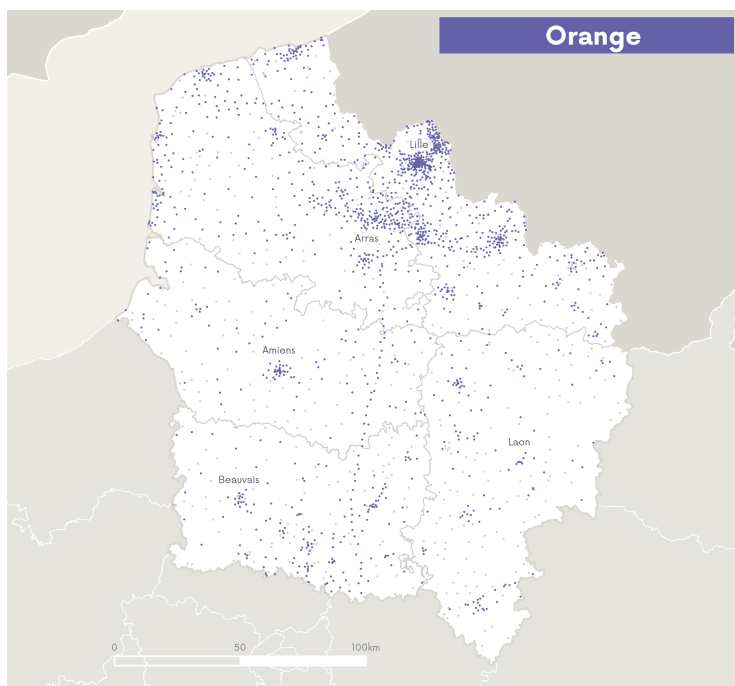 Orange
Lille
Arras
Amiens
Laon
Beauvais
0 50 100km